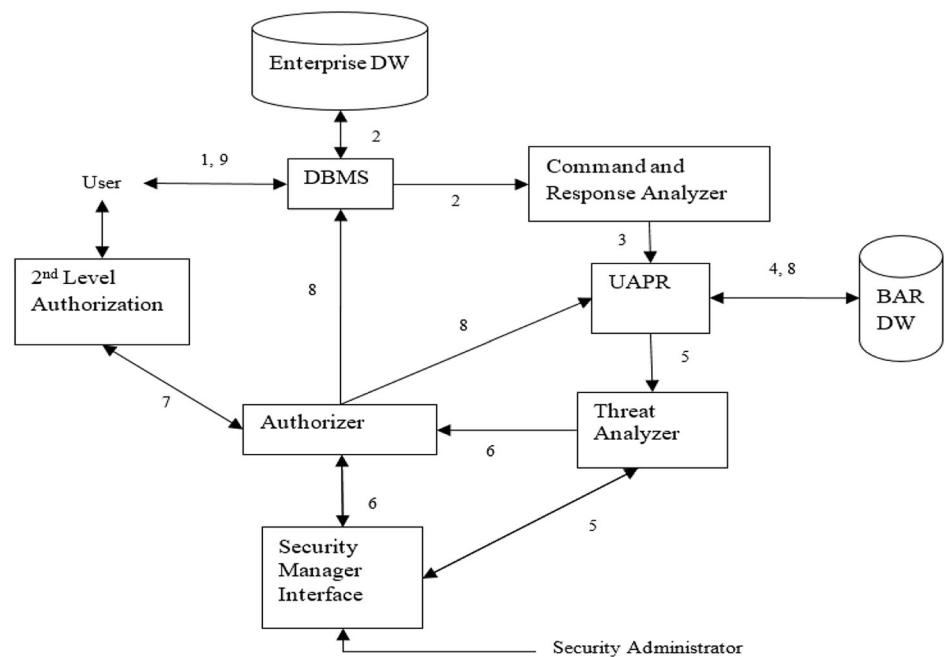 Enterprise DW
2
1, 9
User
DBMS
2
Command and
Response Analyzer
3
2nd Level
Authorization
8
UAPR
4, 8
BAR
DW
8
5
7
Authorizer
6
Threat
Analyzer
6
5
Security
Manager
Interface
Security Administrator